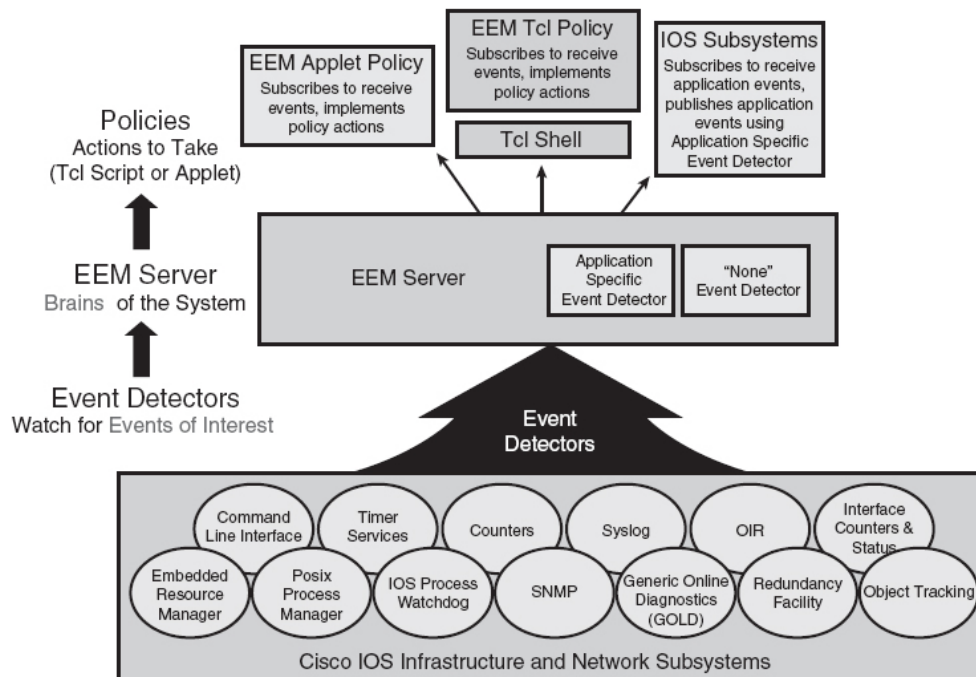 EEM Applet Policy
Subscribes to receive
events, implements
policy actions
EEM Tcl Policy
Subscribes to receive
events, implements
policy actions
Tcl Shell
IOS Subsystems
Subscribes to receive
application events,
publishes application
events using
Application Specific
Event Detector
Policies
Actions to Take
(Tcl Script or Applet)
EEM Server
Brains of the System
Event Detectors
Watch for Events of Interest
EEM Server
Application
Specific
Event Detector
“None”
Event Detector
Event
Detectors
Command
Line Interface
Timer
Services
Counters
Syslog
OIR
Interface
Counters &
Status
Embedded
Resource
Manager
Posix
Process
Manager
IOS Process
Watchdog
SNMP
Generic Online
Diagnostics
(GOLD)
Redundancy
Facility
Object Tracking
Cisco IOS Infrastructure and Network Subsystems